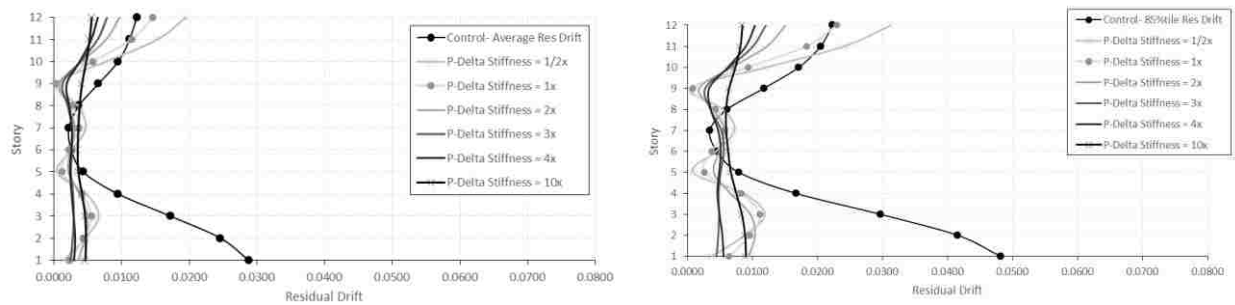 12
11
10
9
8
7
6
5
4
3
2
1
Story
0.0000 0.0100 0.0200 0.0300 0.0400 0.0500 0.0600 0.0700 0.0800
Residual Drift
Control- Average Res Drift
P-Delta Stiffness = 1/2x
P-Delta Stiffness = 1x
P-Delta Stiffness = 2x
P-Delta Stiffness = 3x
P-Delta Stiffness = 4x
P-Delta Stiffness = 10x
12
11
10
9
8
7
6
5
4
3
2
1
Story
0.0000 0.0100 0.0200 0.0300 0.0400 0.0500 0.0600 0.0700 0.0800
Residual Drift
Control- 85%tile Res Drift
P-Delta Stiffness = 1/2x
P-Delta Stiffness = 1x
P-Delta Stiffness = 2x
P-Delta Stiffness = 3x
P-Delta Stiffness = 4x
P-Delta Stiffness = 10x